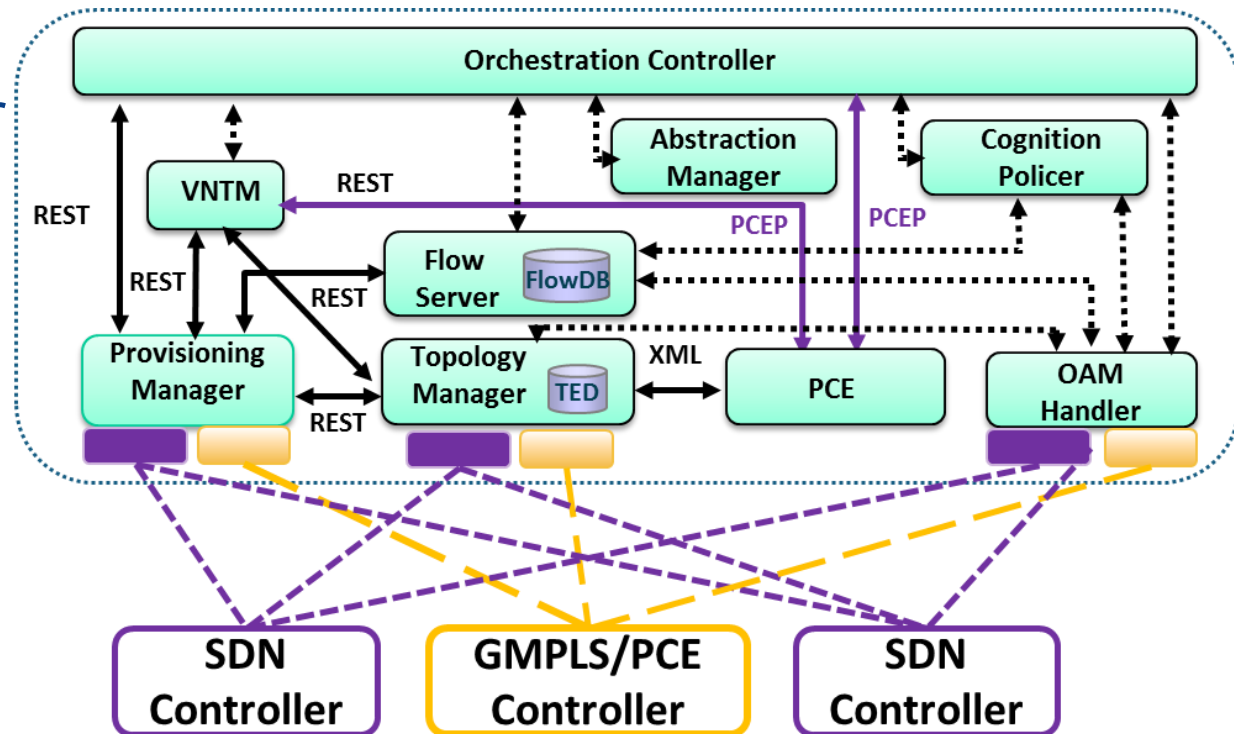 Orchestration Controller
Abstraction
Manager
Cognition
Policer
VNTM
REST
REST
PCEP
PCEP
Flow
Server
FlowDB
REST
REST
Provisioning
Manager
Topology
Manager
TED
XML
PCE
OAM
Handler
REST
SDN
Controller
GMPLS/PCE
Controller
SDN
Controller